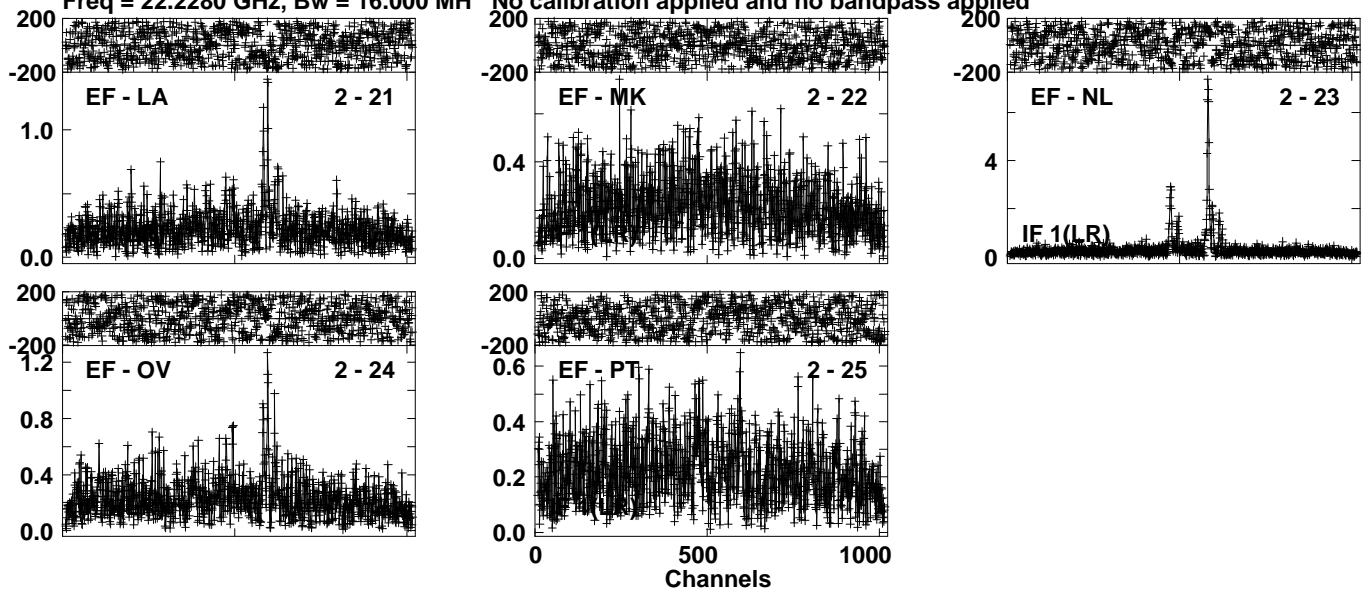 Freq = 22.2280 GHz, Bw = 16.000 MH No calibration applied and no bandpass applied
200 200 200
-200 -200 -200
EF - LA 2 - 21 EF - MK 2 - 22 EF - NL 2 - 23
1.0 0.4 4
IF 1(LR)
0.0 0.0 0
200 200
-200 -200
EF - OV 2 - 24 EF - PT 2 - 25
1.2 0.6
0.8 0.4
0.4 0.2
(LR)
0.0 0.0
0 500 1000
Channels